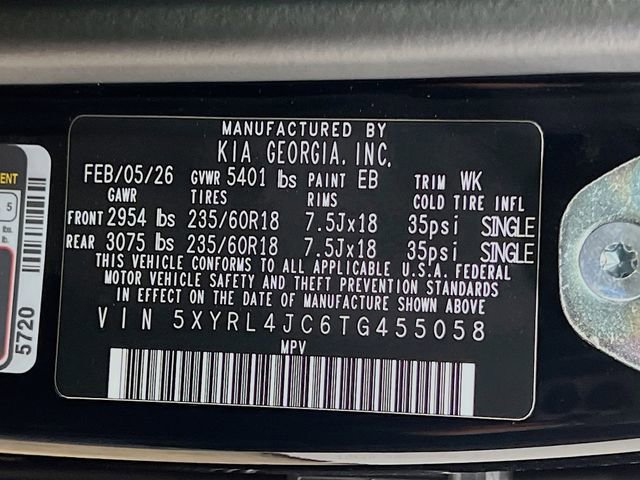 MANUFACTURED BY
KIA GEORGIA, INC,
FEB/05/26 GVWR 5401 lbs PAINT EB TRIM WK
GAWR TIRES RIMS COLD TIRE INFL
FRONT 2954 lbs 235/60R18 7.5Jx18 35psi SINGLE
REAR 3075 lbs 235/60R18 7.5Jx18 35psi SINGLE
THIS VEHICLE CONFORMS TO ALL APPLICABLE U.S.A. FEDERAL
MOTOR VEHICLE SAFETY AND THEFT PREVENTION STANDARDS
IN EFFECT ON THE DATE OF MANUFACTURE SHOWN ABOVE
VIN 5XYRL4JC6TG455058
MPV
5
lbs.
5720